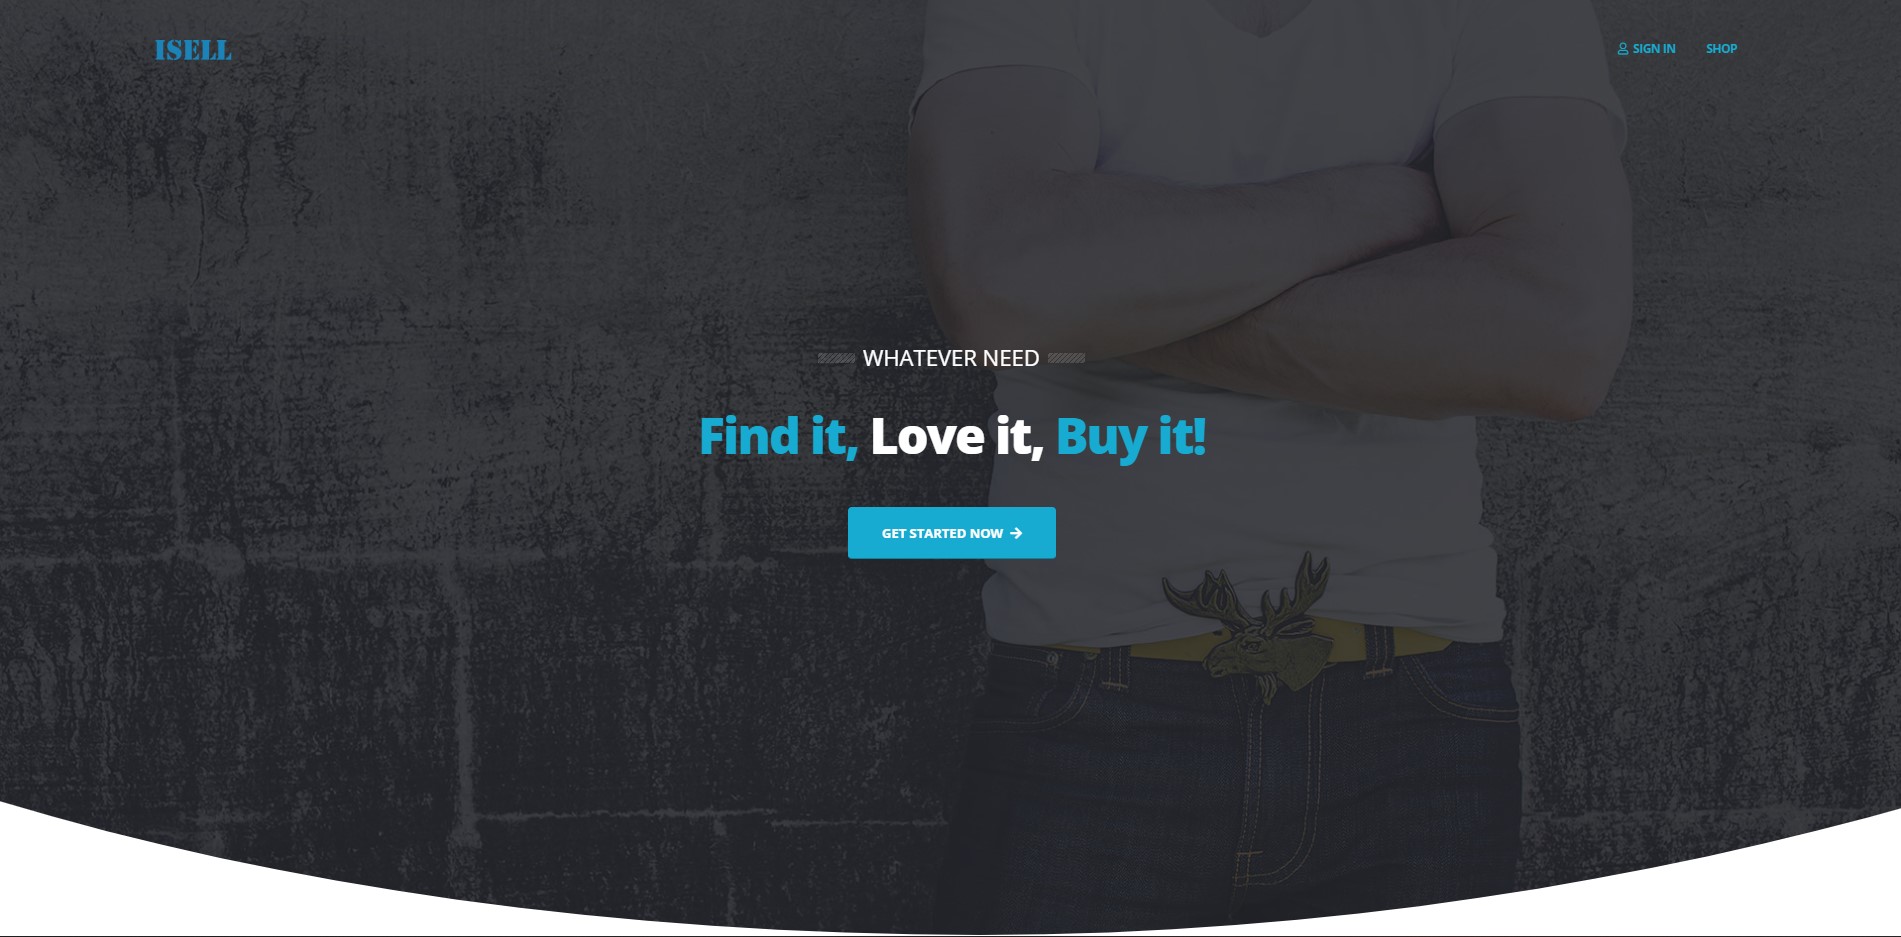 ISELL
SIGN IN SHOP
WHATEVER NEED
Find it, Love it, Buy it!
GET STARTED NOW